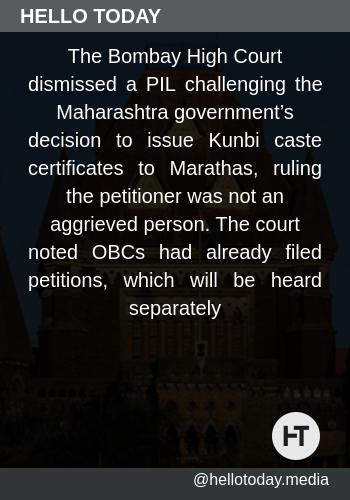 HELLO TODAY
The Bombay High Court
dismissed a PIL challenging the
Maharashtra government’s
decision to issue Kunbi caste
certificates to Marathas, ruling
the petitioner was not an
aggrieved person. The court
noted OBCs had already filed
petitions, which will be heard
separately
HT
@hellotoday.media